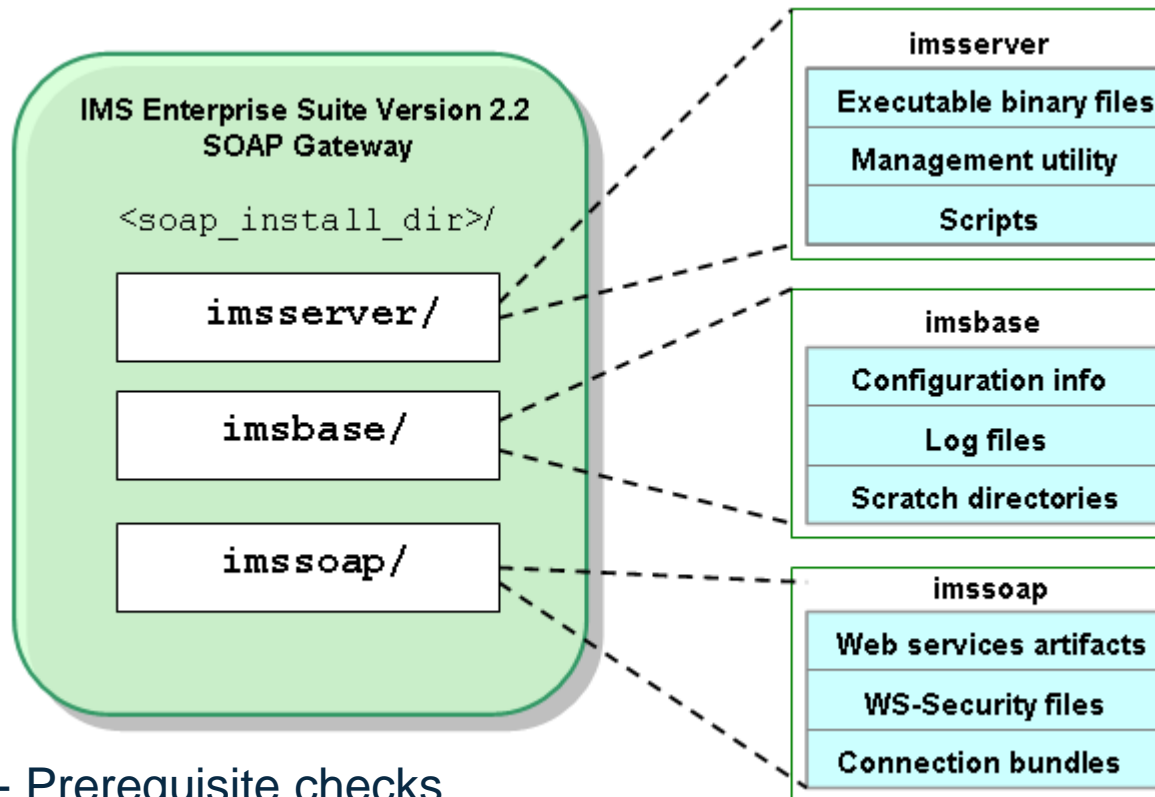 IMS Enterprise Suite Version 2.2
SOAP Gateway
<soap_install_dir>/
imsserver/
imsbase/
imssoap/
imsserver
Executable binary files
Management utility
Scripts
imsbase
Configuration info
Log files
Scratch directories
imssoap
Web services artifacts
WS-Security files
Connection bundles
- Prerequisite checks